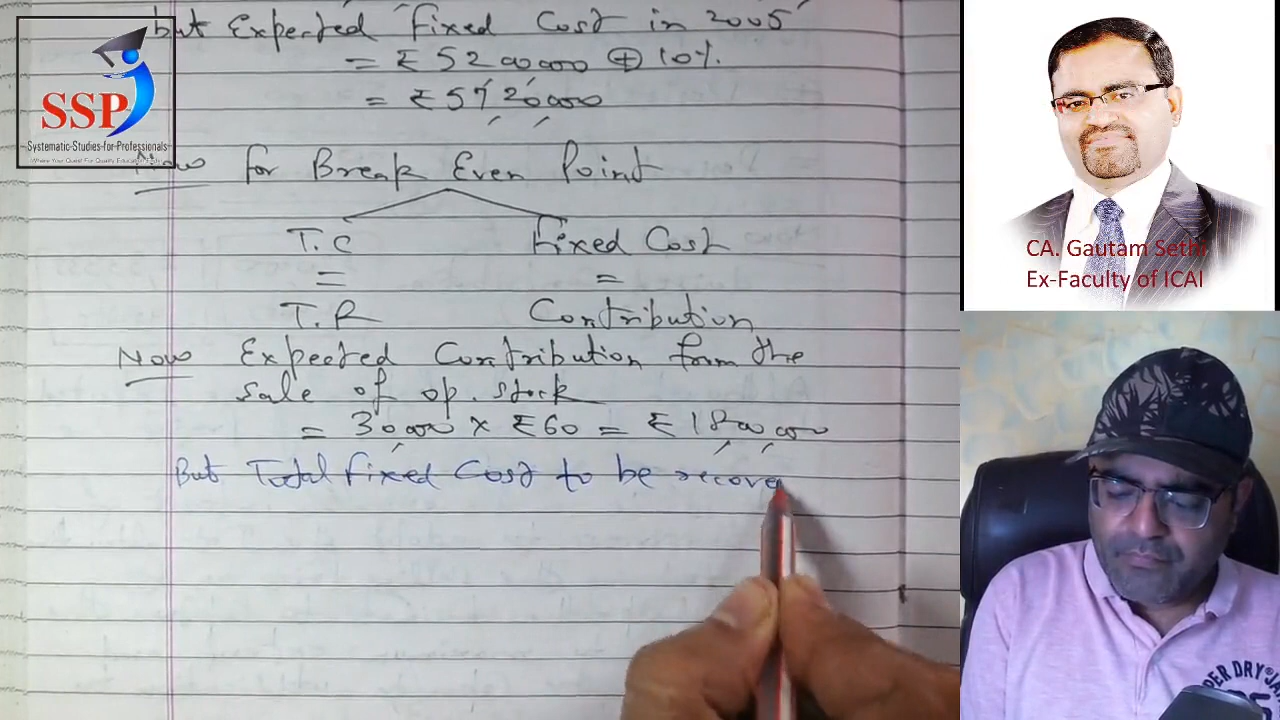 but Expected Fixed Cost in 2005
= ₹5200000 ⊕ 10%.
= ₹5720000
Now for Break Even Point
T.C Fixed Cost
= =
T.R Contribution
Now Expected Contribution from the
sale of op. stock
= 30000 × ₹60 = ₹1800000
But Total Fixed Cost to be recove
SSP
Systematic-Studies-for-Professionals
CA. Gautam Sethi
Ex-Faculty of ICAI